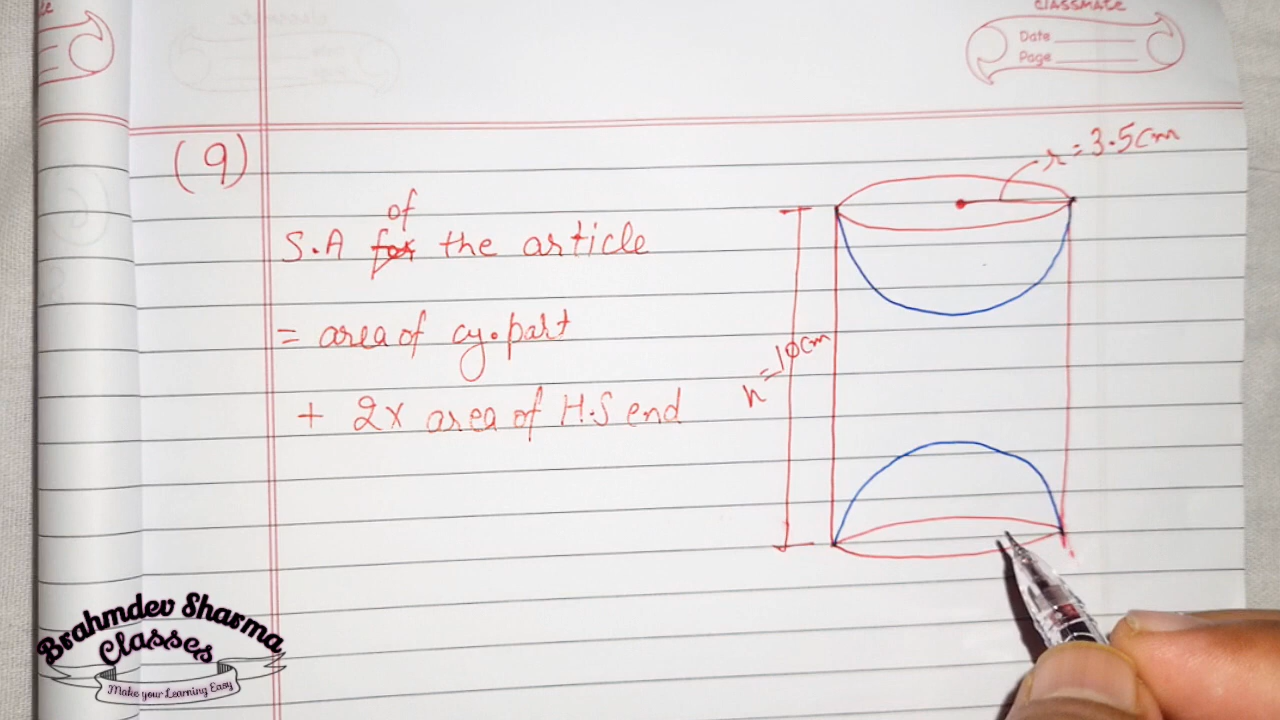 CLASSMATE
Date
Page
(9)
r = 3.5cm
of
S.A for the article
= area of cy. part
h = 10cm
+ 2x area of H.S end
Brahmdev Sharma
Classes
Make your Learning Easy